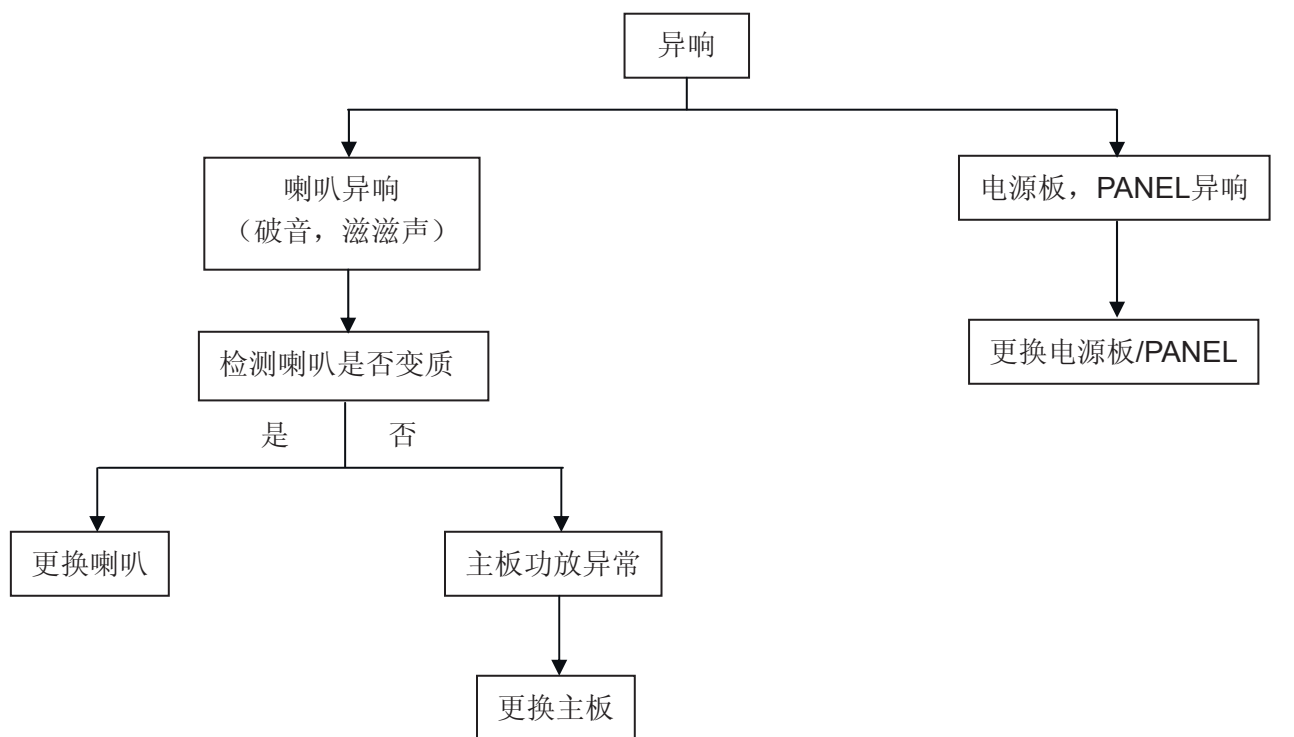 异响
喇叭异响
（破音，滋滋声）
电源板，PANEL异响
检测喇叭是否变质
更换电源板/PANEL
是
否
更换喇叭
主板功放异常
更换主板